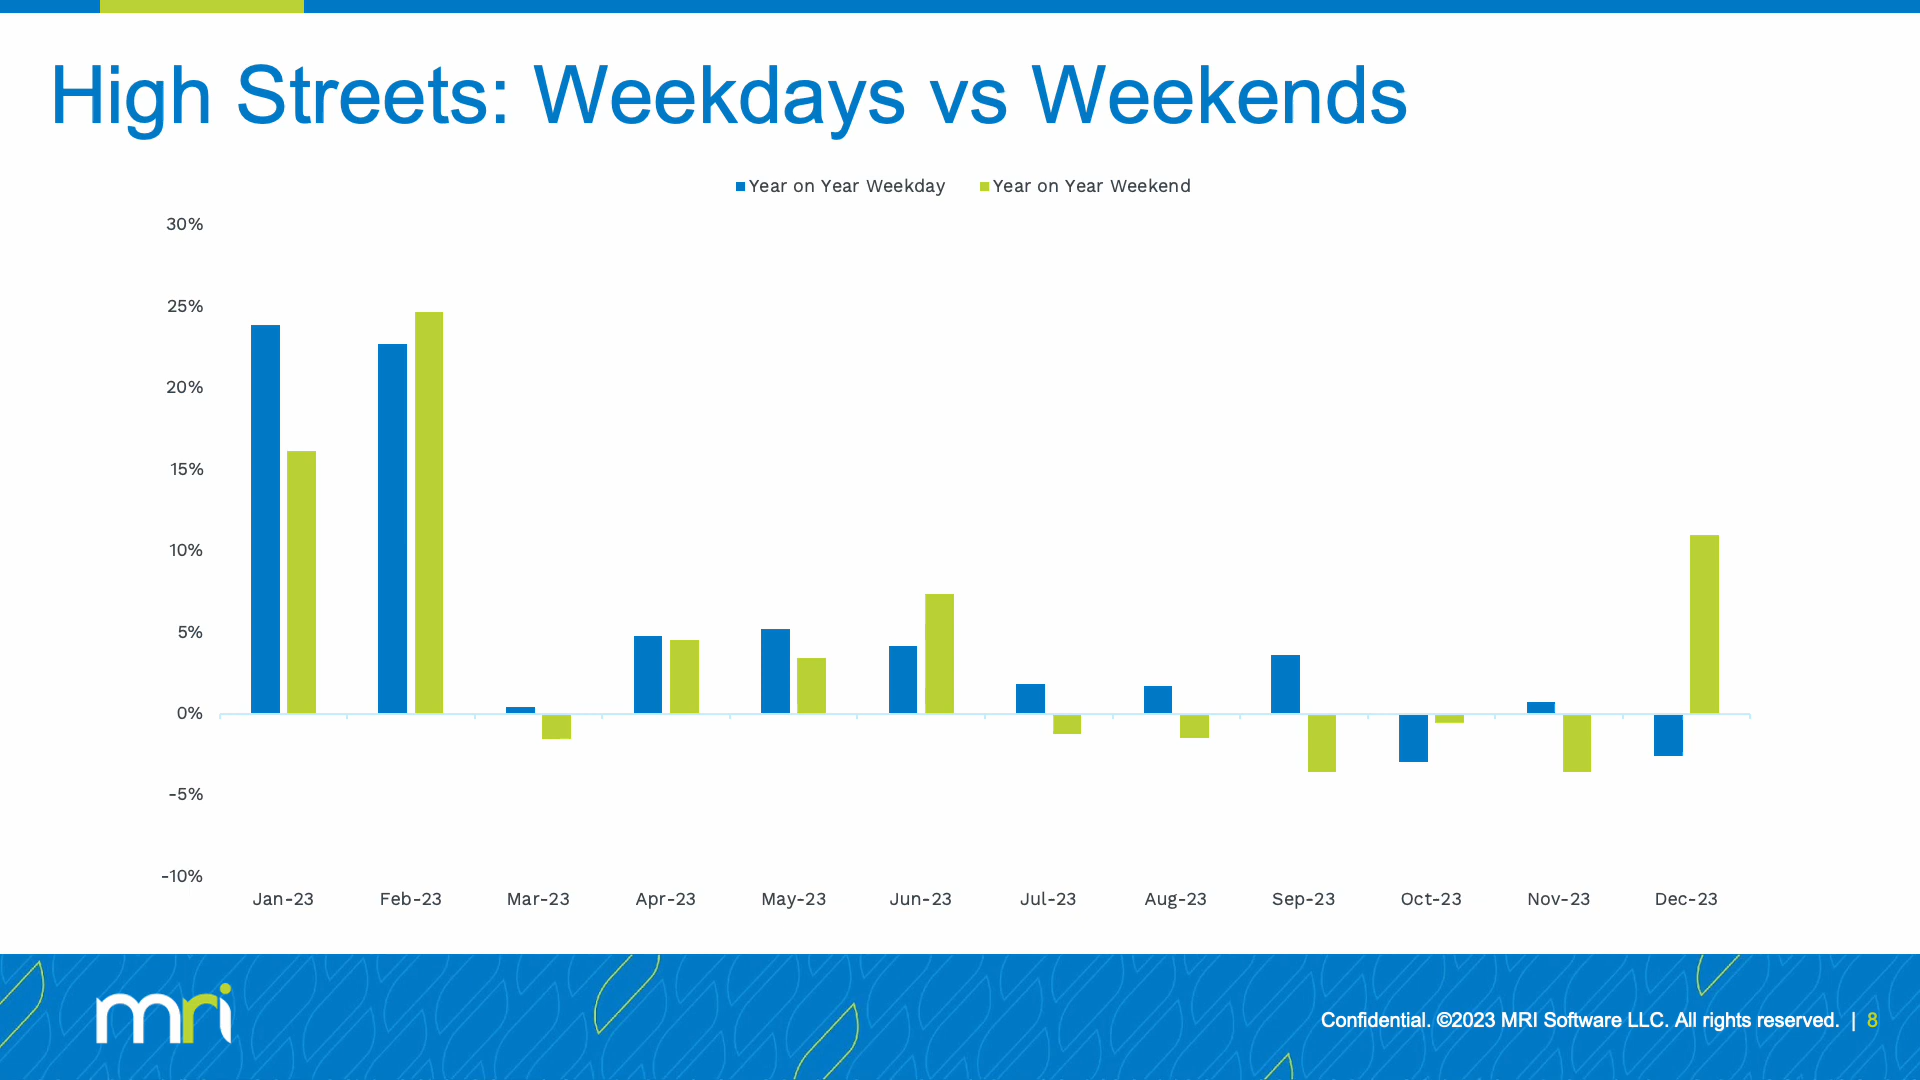 High Streets: Weekdays vs Weekends
Year on Year Weekday Year on Year Weekend
30%
25%
20%
15%
10%
5%
0%
-5%
-10%
Jan-23 Feb-23 Mar-23 Apr-23 May-23 Jun-23 Jul-23 Aug-23 Sep-23 Oct-23 Nov-23 Dec-23
mri
Confidential. ©2023 MRI Software LLC. All rights reserved. | 8